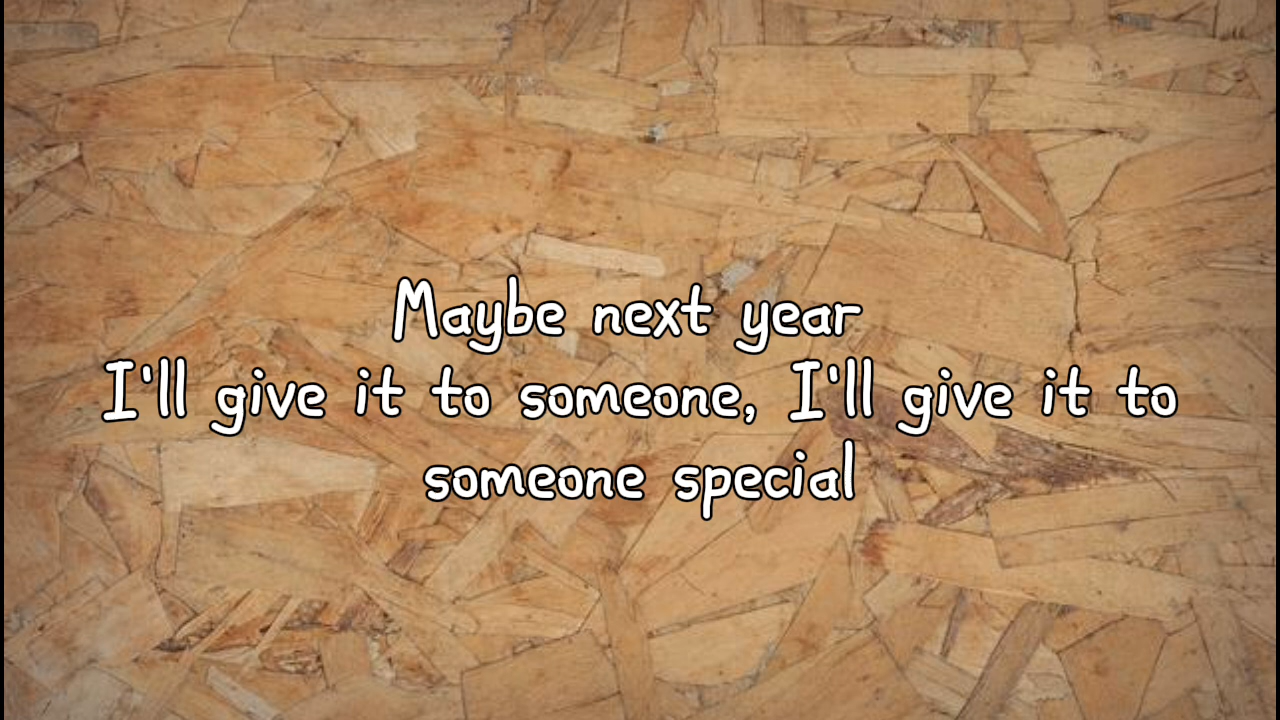 Maybe next year
I'll give it to someone, I'll give it to
someone special